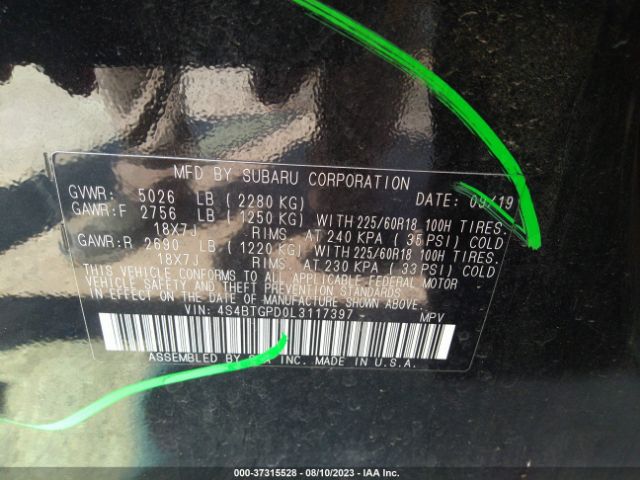 MFD BY SUBARU CORPORATION
GVWR: 5026 LB (2280 KG) DATE: 09/19
GAWR:F 2756 LB (1250 KG) WITH 225/60R18 100H TIRES.
18X7J RIMS AT 240 KPA (35 PSI) COLD
GAWR:R 2690 LB (1220 KG) WITH 225/60R18 100H TIRES.
18X7J RIMS AT 230 KPA (33 PSI) COLD
THIS VEHICLE CONFORMS TO ALL APPLICABLE FEDERAL MOTOR
VEHICLE SAFETY AND THEFT PREVENTION STANDARDS
IN EFFECT ON THE DATE OF MANUFACTURE SHOWN ABOVE.
VIN: 4S4BTGPD0L3117397 MPV
ASSEMBLED BY INC. MADE IN U.S.A.
000-37315528 - 08/10/2023 - IAA Inc.